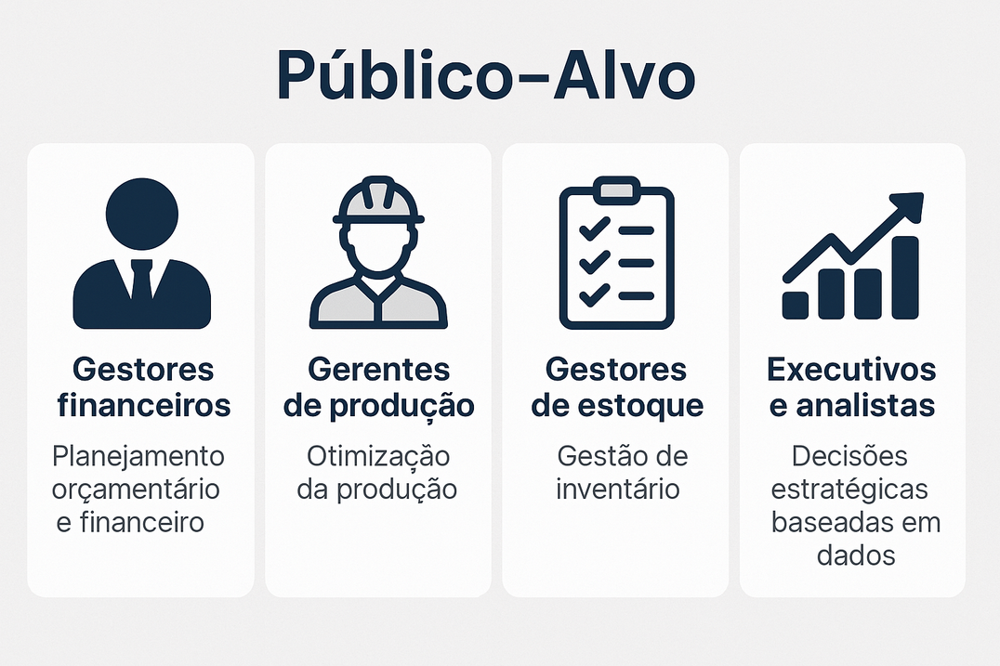 Público–Alvo
Gestores
financeiros
Planejamento
orçamentário
e financeiro
Gerentes
de produção
Otimização
da produção
Gestores
de estoque
Gestão de
inventário
Executivos
e analistas
Decisões
estratégicas
baseadas em
dados